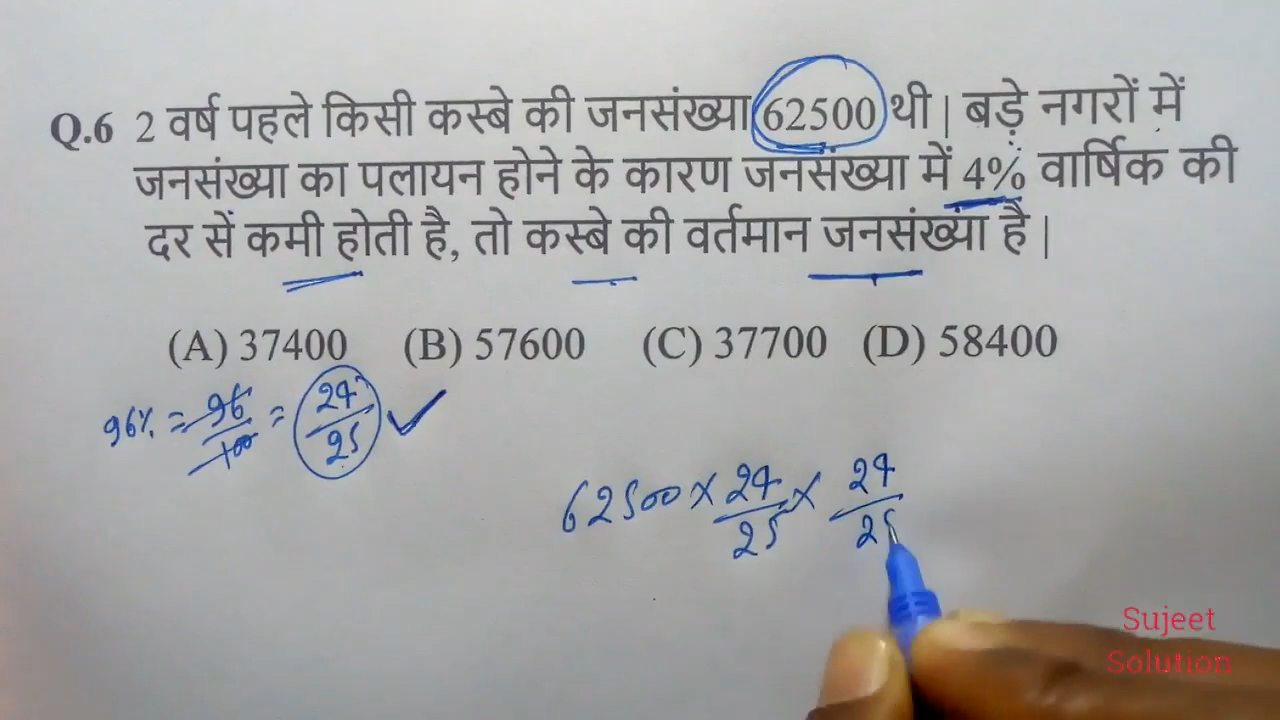 Q.6 2 वर्ष पहले किसी कस्बे की जनसंख्या 62500 थी | बड़े नगरों में
जनसंख्या का पलायन होने के कारण जनसंख्या में 4% वार्षिक की
दर सें कमी होती है, तो कस्बे की वर्तमान जनसंख्या है |
(A) 37400 (B) 57600 (C) 37700 (D) 58400
96% = 96/100 = 24/25 ✓
62500 × 24/25 × 24/25
Sujeet
Solution